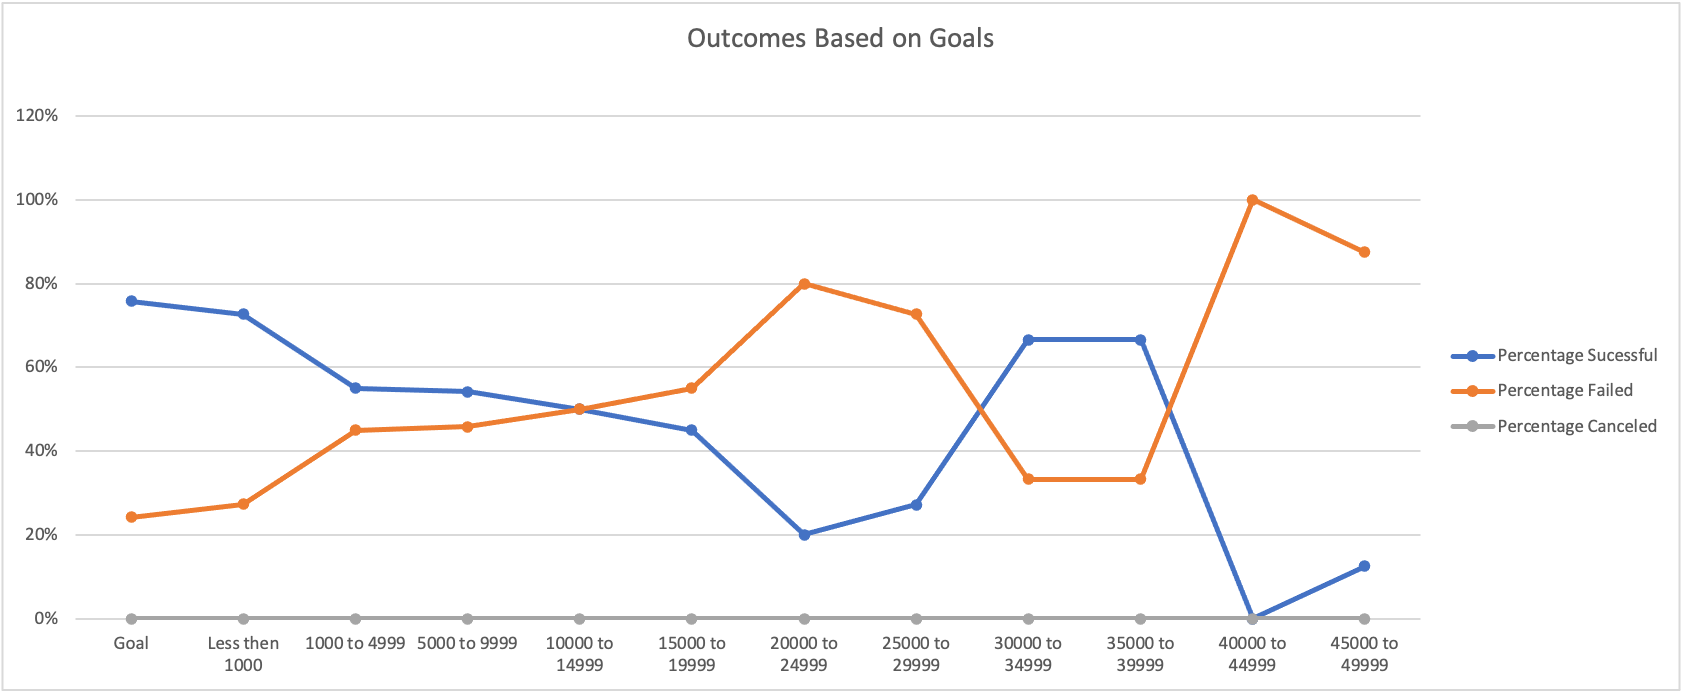 Outcomes Based on Goals
120%
100%
80%
60%
40%
20%
0%
Goal
Less then
1000
1000 to 4999
5000 to 9999
10000 to
14999
15000 to
19999
20000 to
24999
25000 to
29999
30000 to
34999
35000 to
39999
40000 to
44999
45000 to
49999
Percentage Sucessful
Percentage Failed
Percentage Canceled